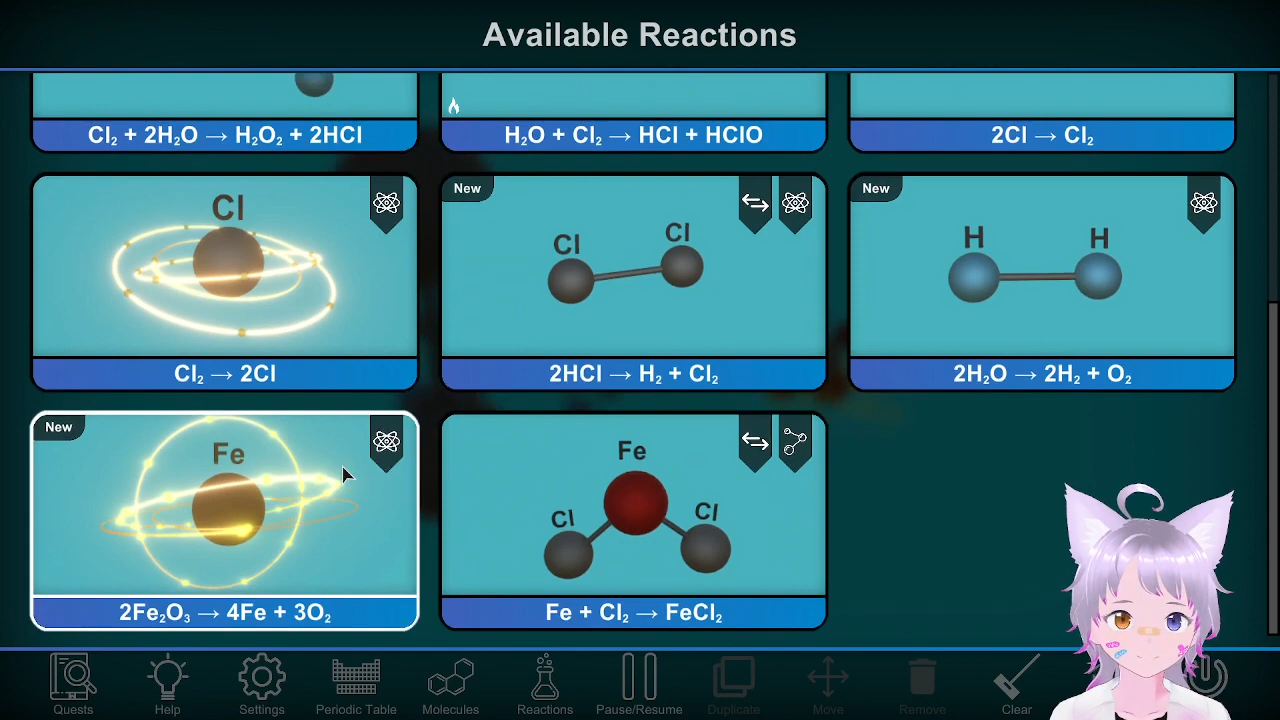 Available Reactions
Cl₂ + 2H₂O → H₂O₂ + 2HCl
H₂O + Cl₂ → HCl + HClO
2Cl → Cl₂
Cl
Cl₂ → 2Cl
New
Cl
Cl
2HCl → H₂ + Cl₂
New
H
H
2H₂O → 2H₂ + O₂
New
Fe
2Fe₂O₃ → 4Fe + 3O₂
Fe
Cl
Cl
Fe + Cl₂ → FeCl₂
Quests
Help
Settings
Periodic Table
Molecules
Reactions
Pause/Resume
Duplicate
Move
Remove
Clear